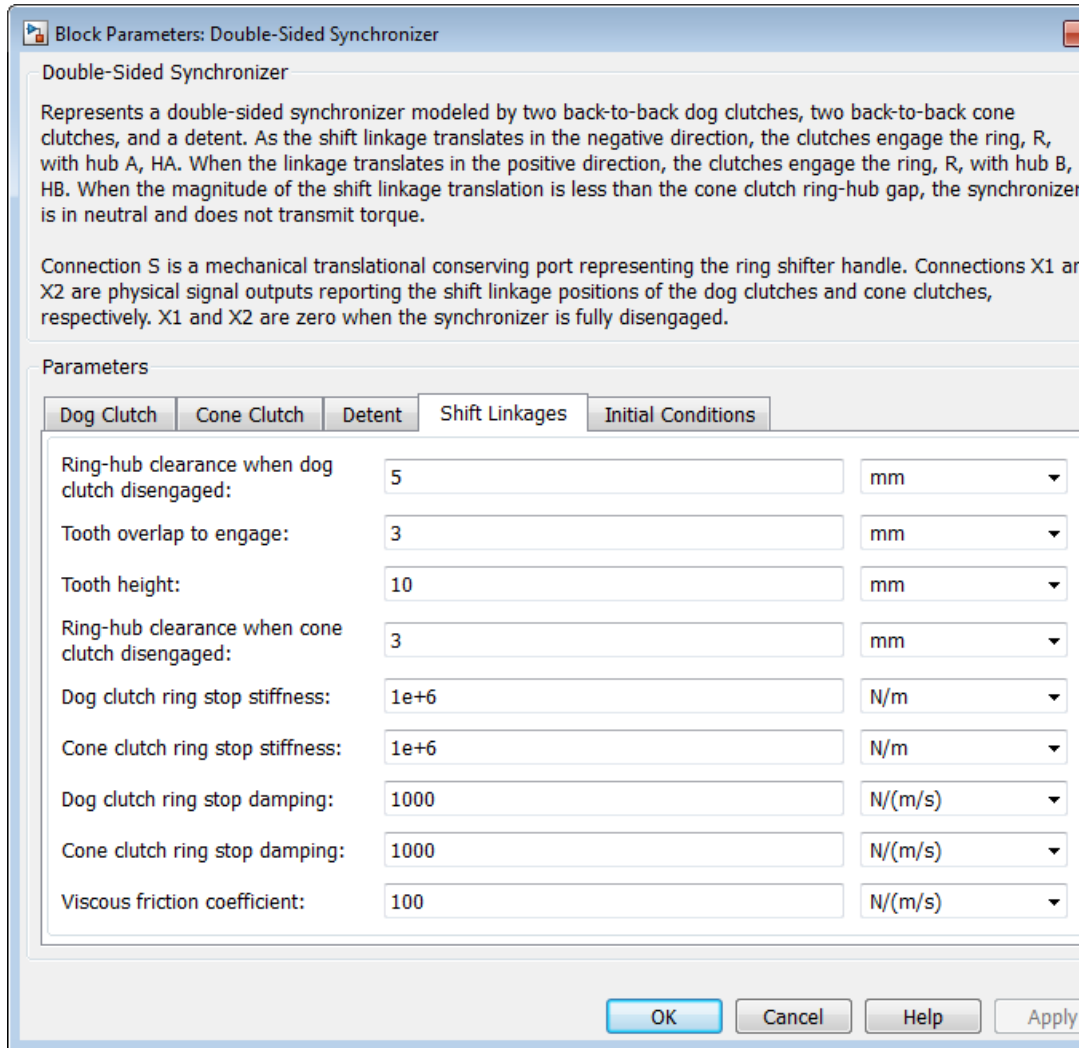 Block Parameters: Double-Sided Synchronizer
Double-Sided Synchronizer
Represents a double-sided synchronizer modeled by two back-to-back dog clutches, two back-to-back cone
clutches, and a detent. As the shift linkage translates in the negative direction, the clutches engage the ring, R,
with hub A, HA. When the linkage translates in the positive direction, the clutches engage the ring, R, with hub B,
HB. When the magnitude of the shift linkage translation is less than the cone clutch ring-hub gap, the synchronizer
is in neutral and does not transmit torque.
Connection S is a mechanical translational conserving port representing the ring shifter handle. Connections X1 an
X2 are physical signal outputs reporting the shift linkage positions of the dog clutches and cone clutches,
respectively. X1 and X2 are zero when the synchronizer is fully disengaged.
Parameters
Dog Clutch Cone Clutch Detent Shift Linkages Initial Conditions
Ring-hub clearance when dog
clutch disengaged: 5 mm
Tooth overlap to engage: 3 mm
Tooth height: 10 mm
Ring-hub clearance when cone
clutch disengaged: 3 mm
Dog clutch ring stop stiffness: 1e+6 N/m
Cone clutch ring stop stiffness: 1e+6 N/m
Dog clutch ring stop damping: 1000 N/(m/s)
Cone clutch ring stop damping: 1000 N/(m/s)
Viscous friction coefficient: 100 N/(m/s)
OK Cancel Help Apply